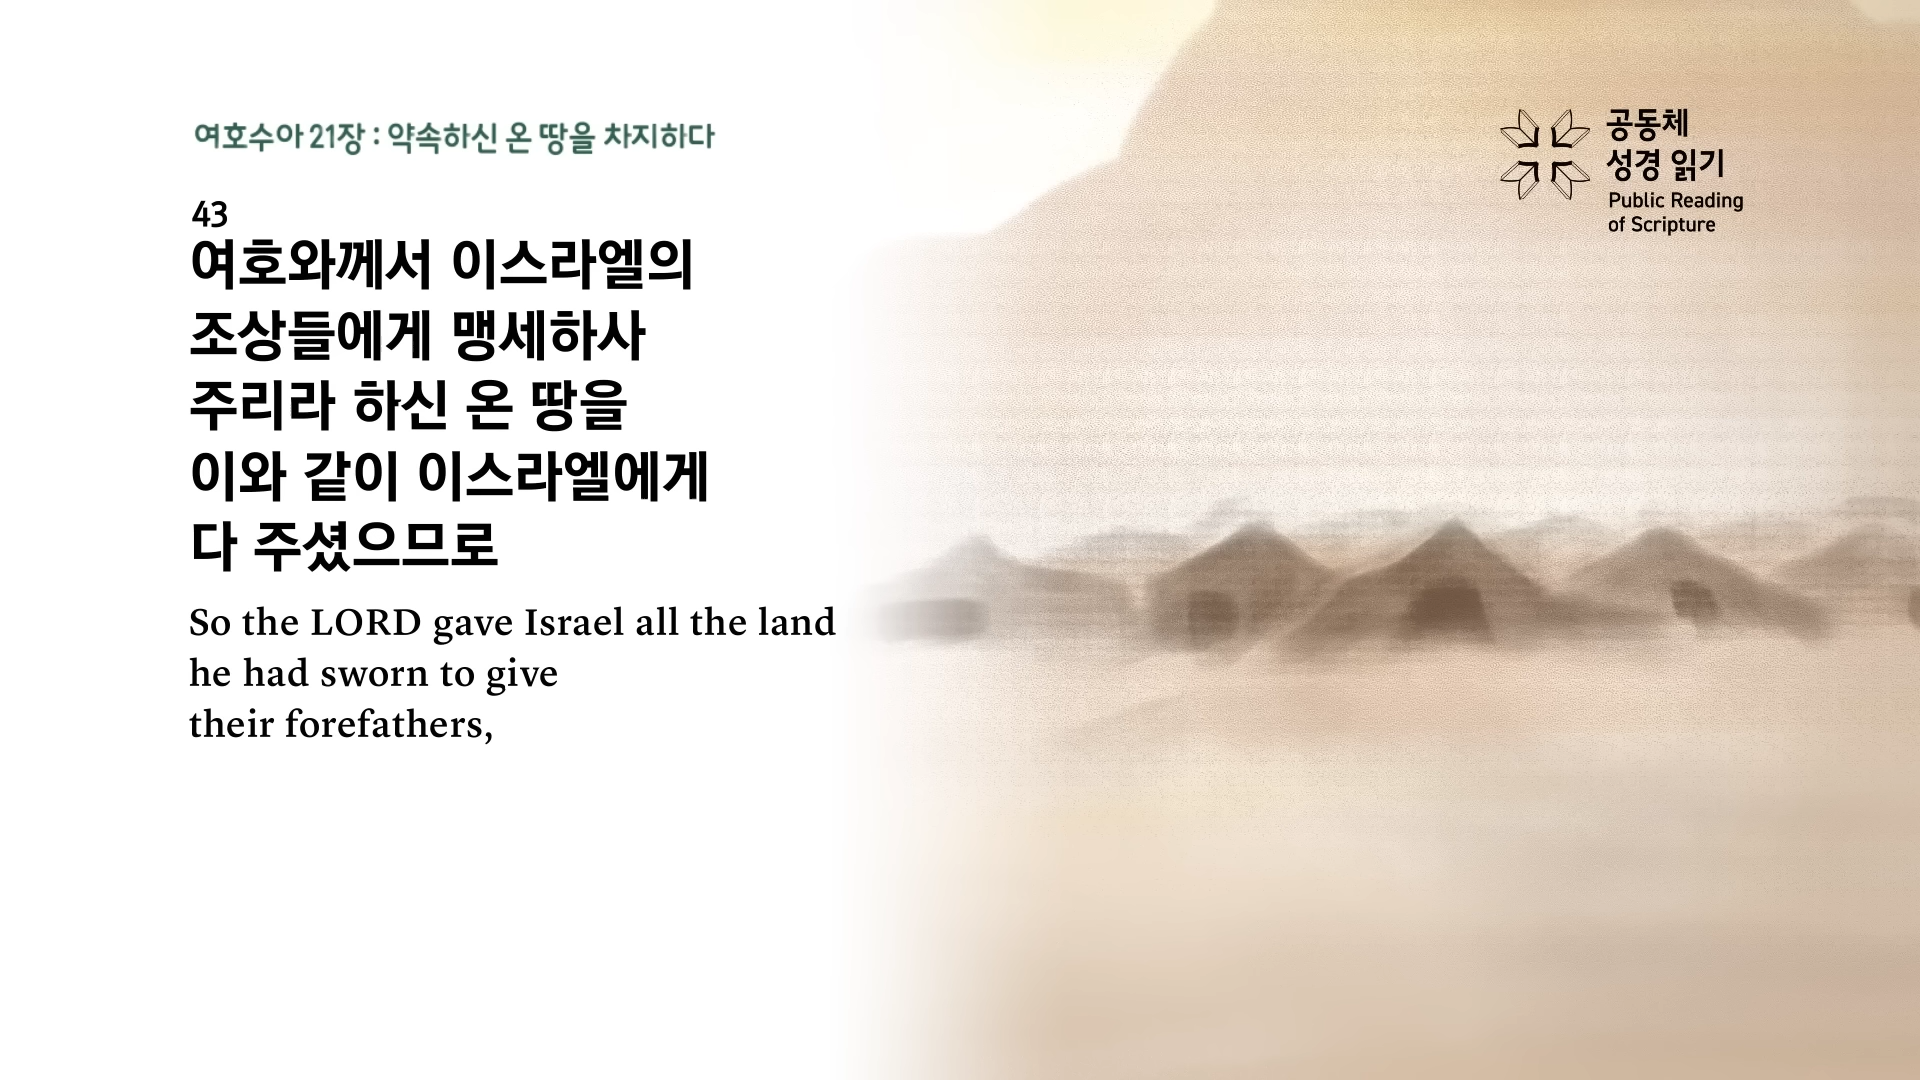 여호수아 21장 : 약속하신 온 땅을 차지하다
43
여호와께서 이스라엘의
조상들에게 맹세하사
주리라 하신 온 땅을
이와 같이 이스라엘에게
다 주셨으므로
So the LORD gave Israel all the land
he had sworn to give
their forefathers,
공동체
성경 읽기
Public Reading
of Scripture